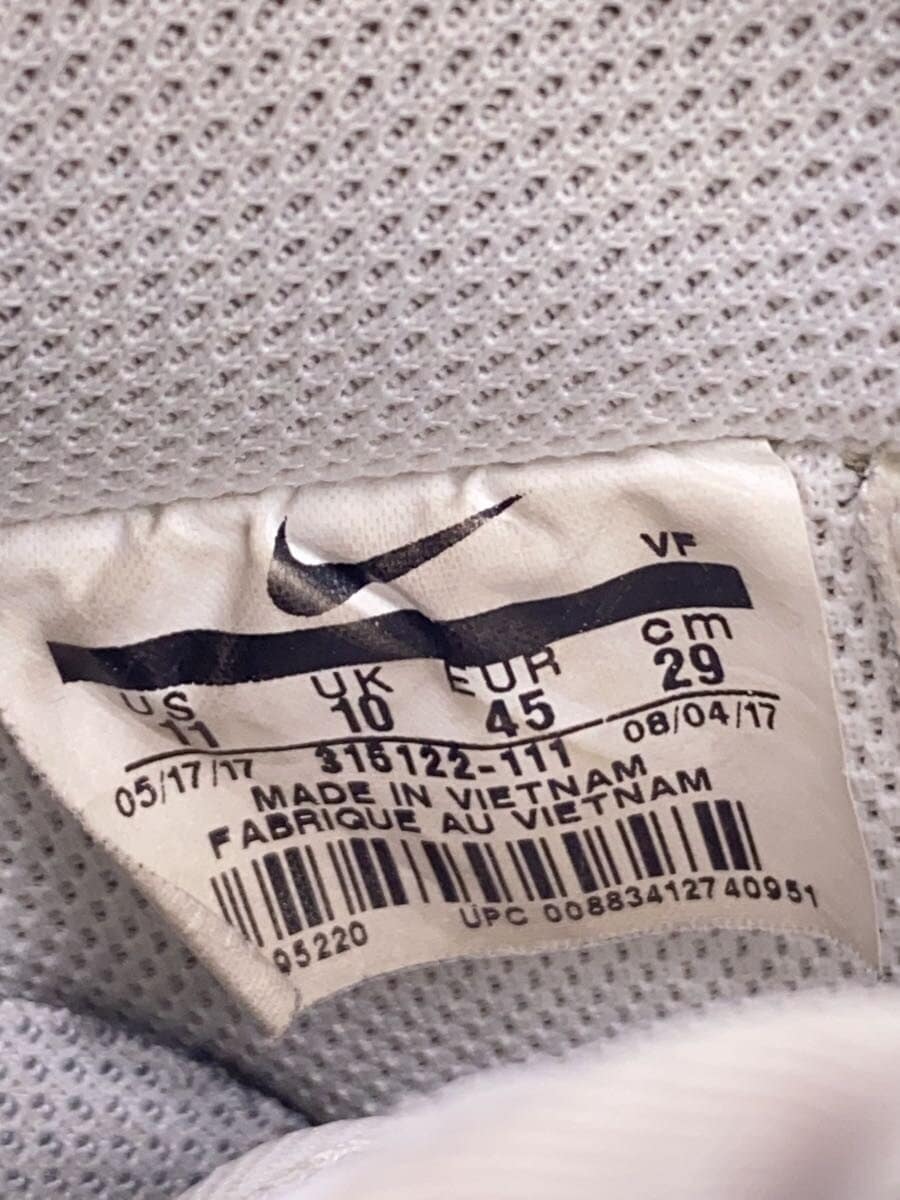 VF
US UK EUR cm
11 10 45 29
05/17/17 315122-111 08/04/17
MADE IN VIETNAM
FABRIQUE AU VIETNAM
95220 UPC 00883412740951